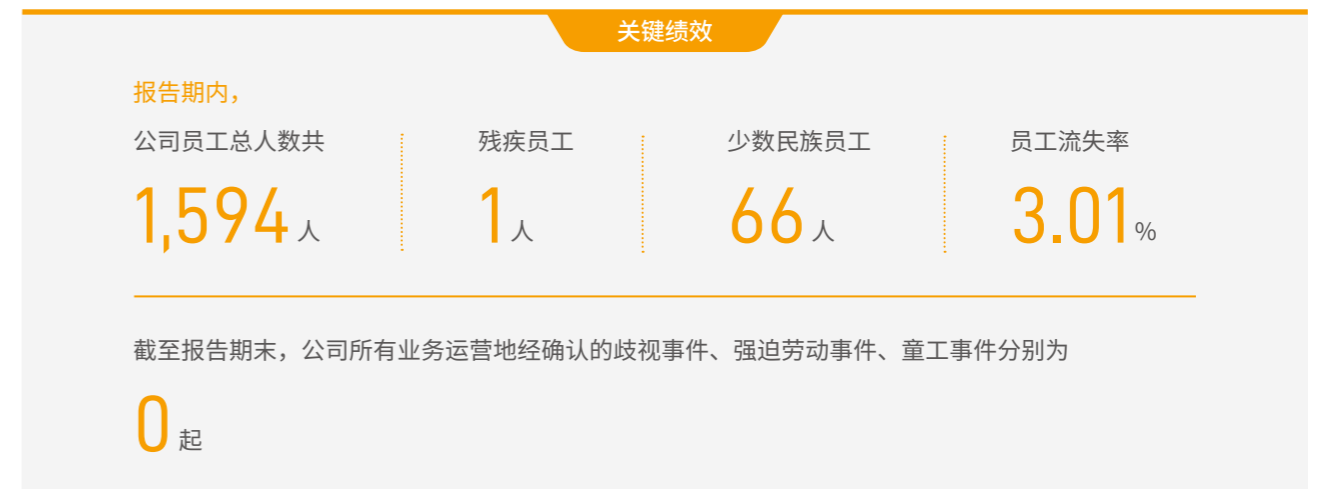 关键绩效
报告期内，
公司员工总人数共
1,594人
残疾员工
1人
少数民族员工
66人
员工流失率
3.01%
截至报告期末，公司所有业务运营地经确认的歧视事件、强迫劳动事件、童工事件分别为
0起